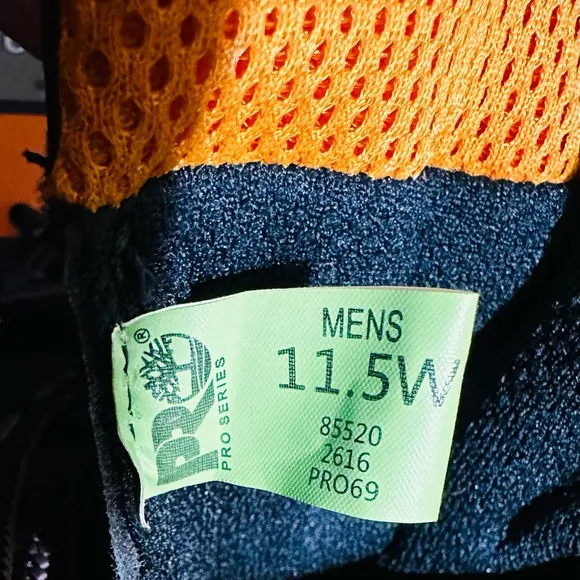 MENS
11.5W
85520
2616
PRO69
®
PRO
PRO SERIES